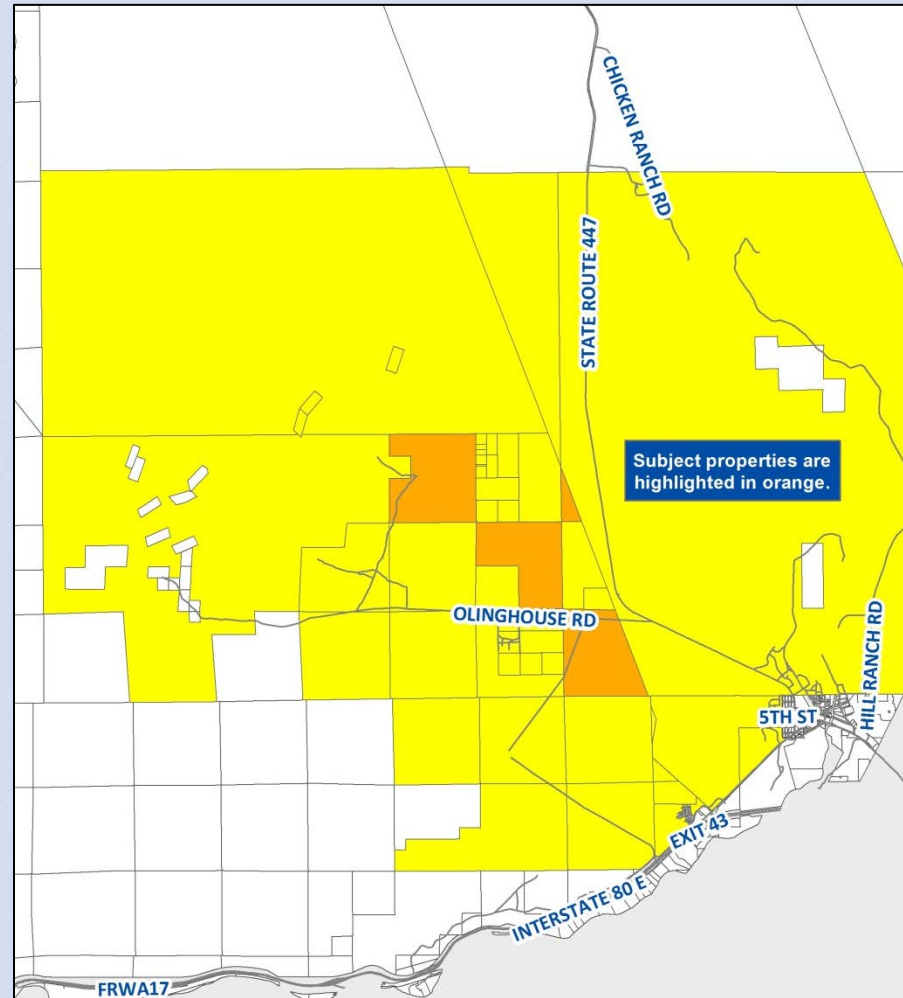 CHICKEN RANCH RD
STATE ROUTE 447
Subject properties are
highlighted in orange.
OLINGHOUSE RD
HILL RANCH RD
5TH ST
EXIT 43
INTERSTATE 80 E
FRWA17